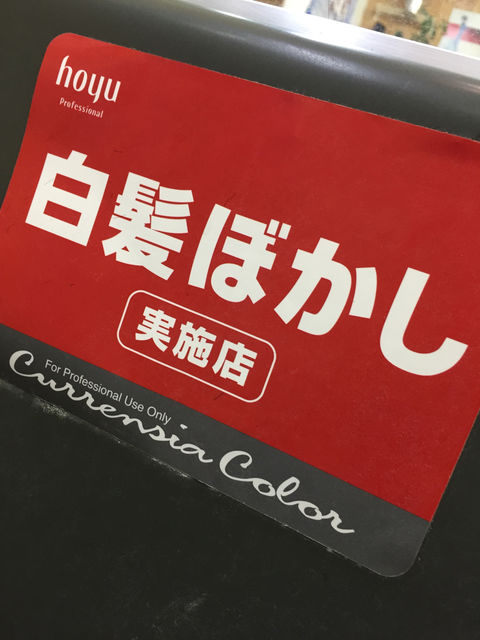 hoyu
Professional
白髪ぼかし
実施店
For Professional Use Only
Currensia Color